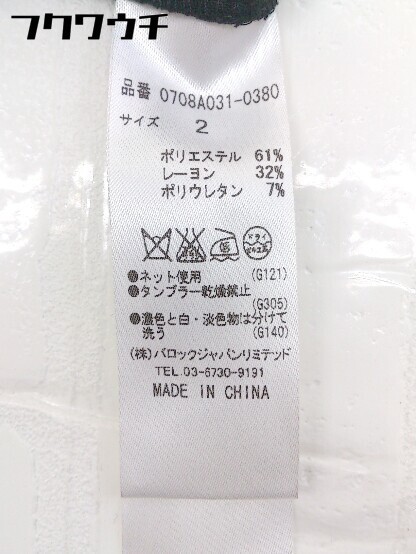 フクワウチ
品番 0708A031-0380
サイズ 2
ポリエステル 61%
レーヨン 32%
ポリウレタン 7%
ドライ
●ネット使用 (G121)
●タンブラー乾燥禁止
(G305)
●濃色と白・淡色物は分けて
洗う (G140)
(株)バロックジャパンリミテッド
TEL.03-6730-9191
MADE IN CHINA